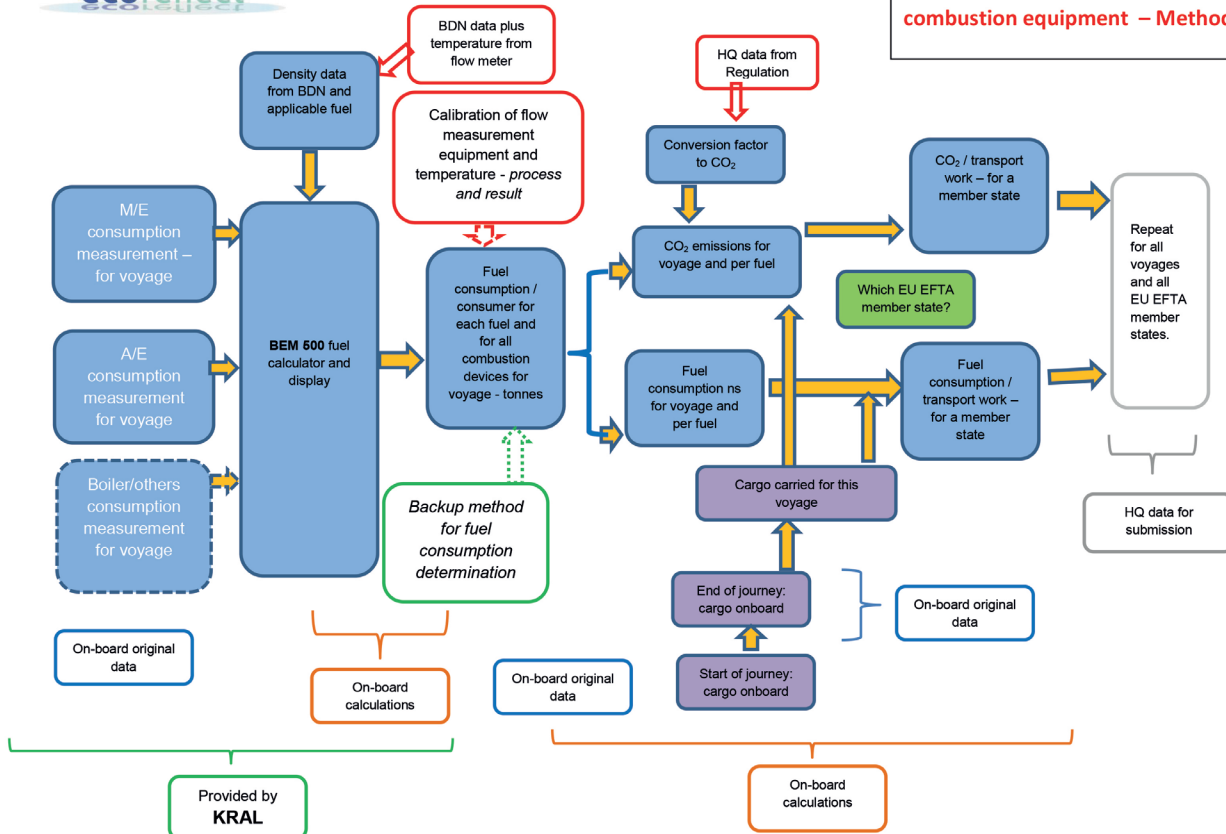 ecoreflect
combustion equipment – Method
BDN data plus
temperature from
flow meter
HQ data from
Regulation
Density data
from BDN and
applicable fuel
Calibration of flow
measurement
equipment and
temperature - process
and result
Conversion factor
to CO₂
CO₂ / transport
work – for a
member state
M/E
consumption
measurement –
for voyage
CO₂ emissions for
voyage and per fuel
Repeat
for all
voyages
and all
EU EFTA
member
states.
Fuel
consumption /
consumer for
each fuel and
for all
combustion
devices for
voyage - tonnes
Which EU EFTA
member state?
BEM 500 fuel
calculator and
display
A/E
consumption
measurement
for voyage
Fuel
consumption ns
for voyage and
per fuel
Fuel
consumption /
transport work –
for a member
state
Boiler/others
consumption
measurement
for voyage
Cargo carried for this
voyage
Backup method
for fuel
consumption
determination
HQ data for
submission
End of journey:
cargo onboard
On-board original
data
On-board original
data
Start of journey:
cargo onboard
On-board original
data
On-board
calculations
Provided by
KRAL
On-board
calculations